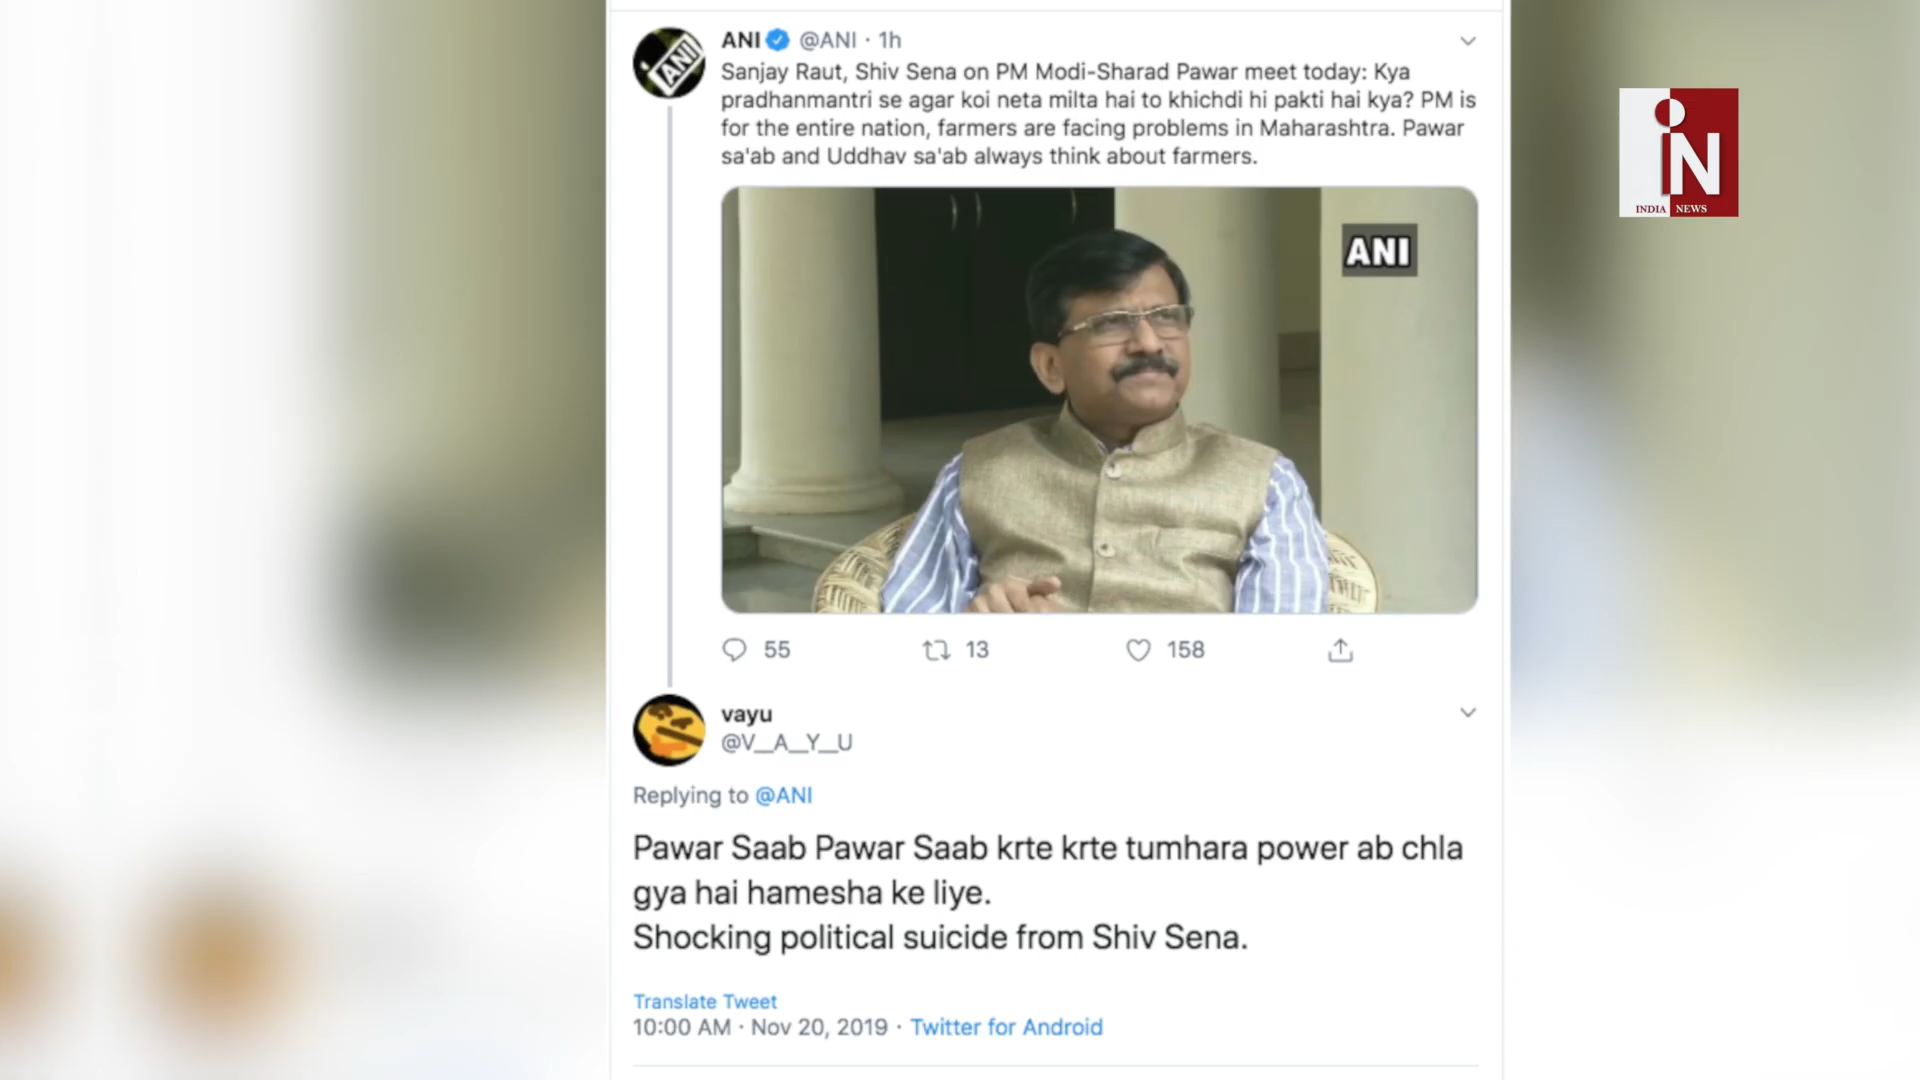 ANI @ANI · 1h
Sanjay Raut, Shiv Sena on PM Modi-Sharad Pawar meet today: Kya
pradhanmantri se agar koi neta milta hai to khichdi hi pakti hai kya? PM is
for the entire nation, farmers are facing problems in Maharashtra. Pawar
sa'ab and Uddhav sa'ab always think about farmers.
ANI
ANI
iN
INDIA NEWS
55 13 158
vayu
@V__A__Y__U
Replying to @ANI
Pawar Saab Pawar Saab krte krte tumhara power ab chla
gya hai hamesha ke liye.
Shocking political suicide from Shiv Sena.
Translate Tweet
10:00 AM · Nov 20, 2019 · Twitter for Android